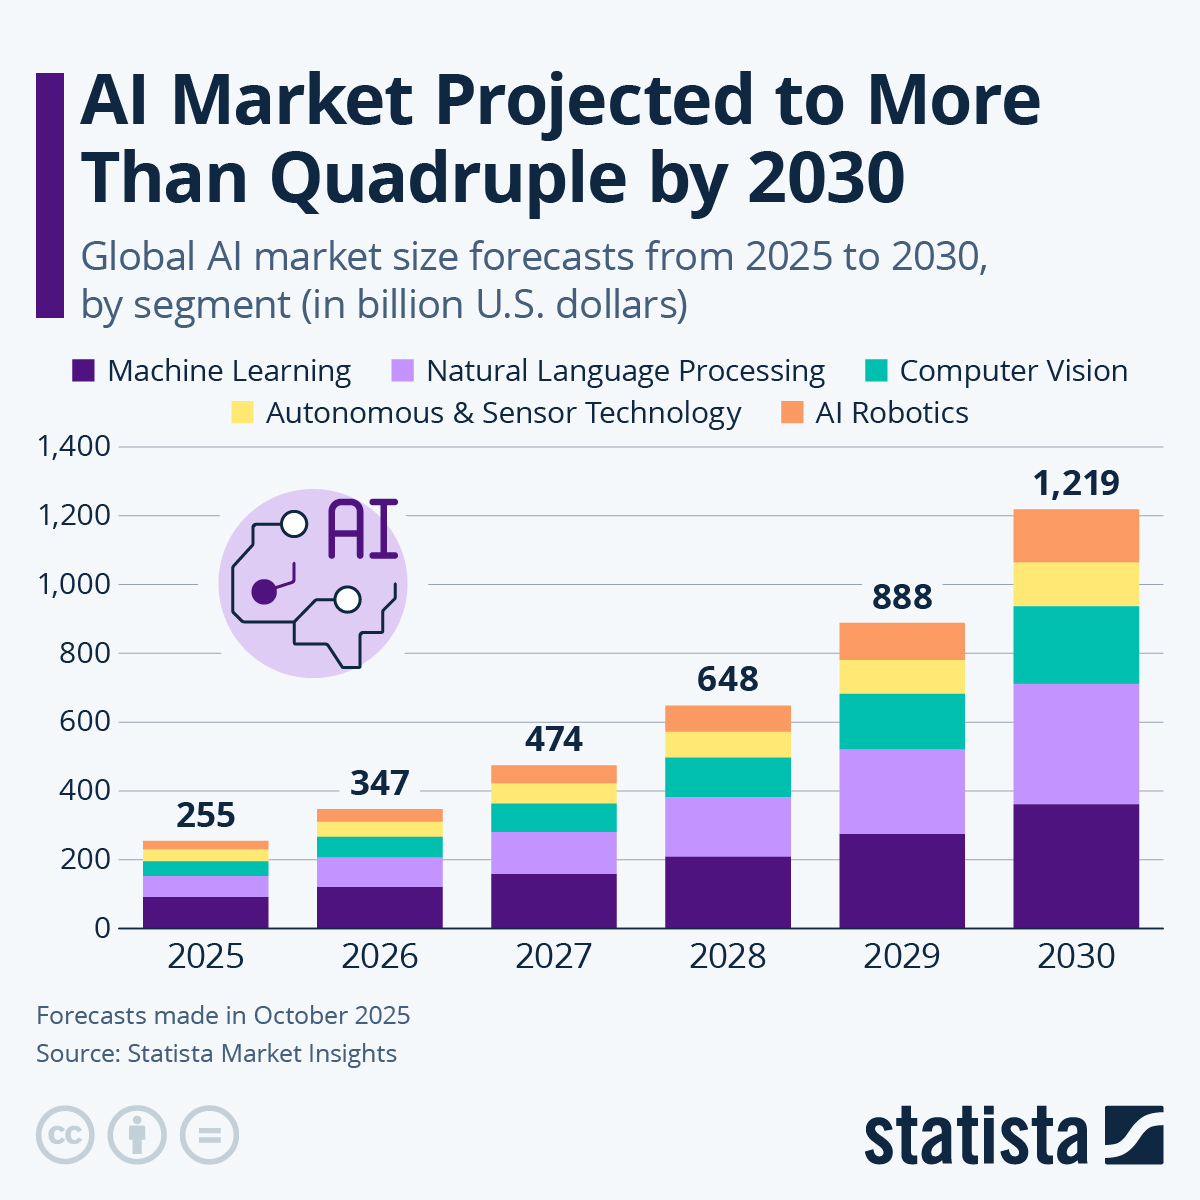 AI Market Projected to More
Than Quadruple by 2030
Global AI market size forecasts from 2025 to 2030,
by segment (in billion U.S. dollars)
Machine Learning Natural Language Processing Computer Vision
Autonomous & Sensor Technology AI Robotics
1,400
1,200
1,000
800
600
400
200
0
AI
255
347
474
648
888
1,219
2025 2026 2027 2028 2029 2030
Forecasts made in October 2025
Source: Statista Market Insights
cc
statista